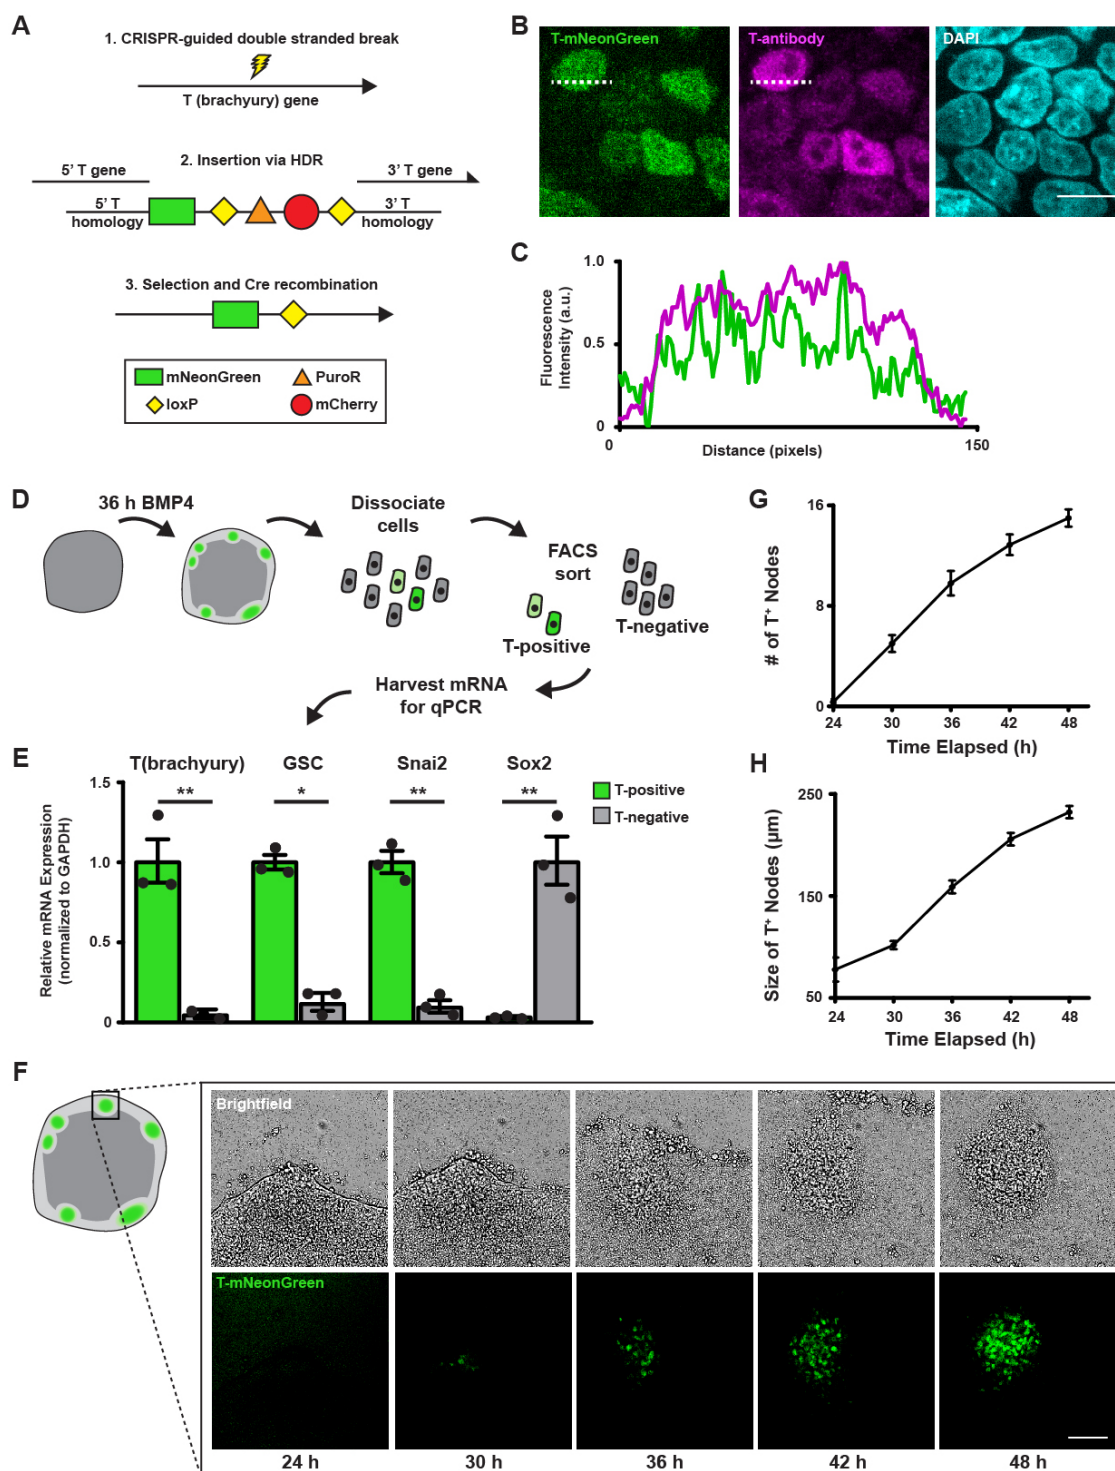 A
1. CRISPR-guided double stranded break
T (brachyury) gene
2. Insertion via HDR
5' T gene
3' T gene
5' T
homology
3' T
homology
3. Selection and Cre recombination
mNeonGreen
PuroR
loxP
mCherry
B
T-mNeonGreen
T-antibody
DAPI
C
Fluorescence
Intensity (a.u.)
1.0
0.5
0
0
150
Distance (pixels)
D
36 h BMP4
Dissociate
cells
FACS
sort
T-positive
T-negative
Harvest mRNA
for qPCR
E
T(brachyury)
GSC
Snai2
Sox2
** * ** **
T-positive
T-negative
Relative mRNA Expression
(normalized to GAPDH)
1.5
1.0
0.5
0
F
Brightfield
T-mNeonGreen
24 h
30 h
36 h
42 h
48 h
G
# of T+ Nodes
16
8
0
24 30 36 42 48
Time Elapsed (h)
H
Size of T+ Nodes (µm)
250
150
50
24 30 36 42 48
Time Elapsed (h)